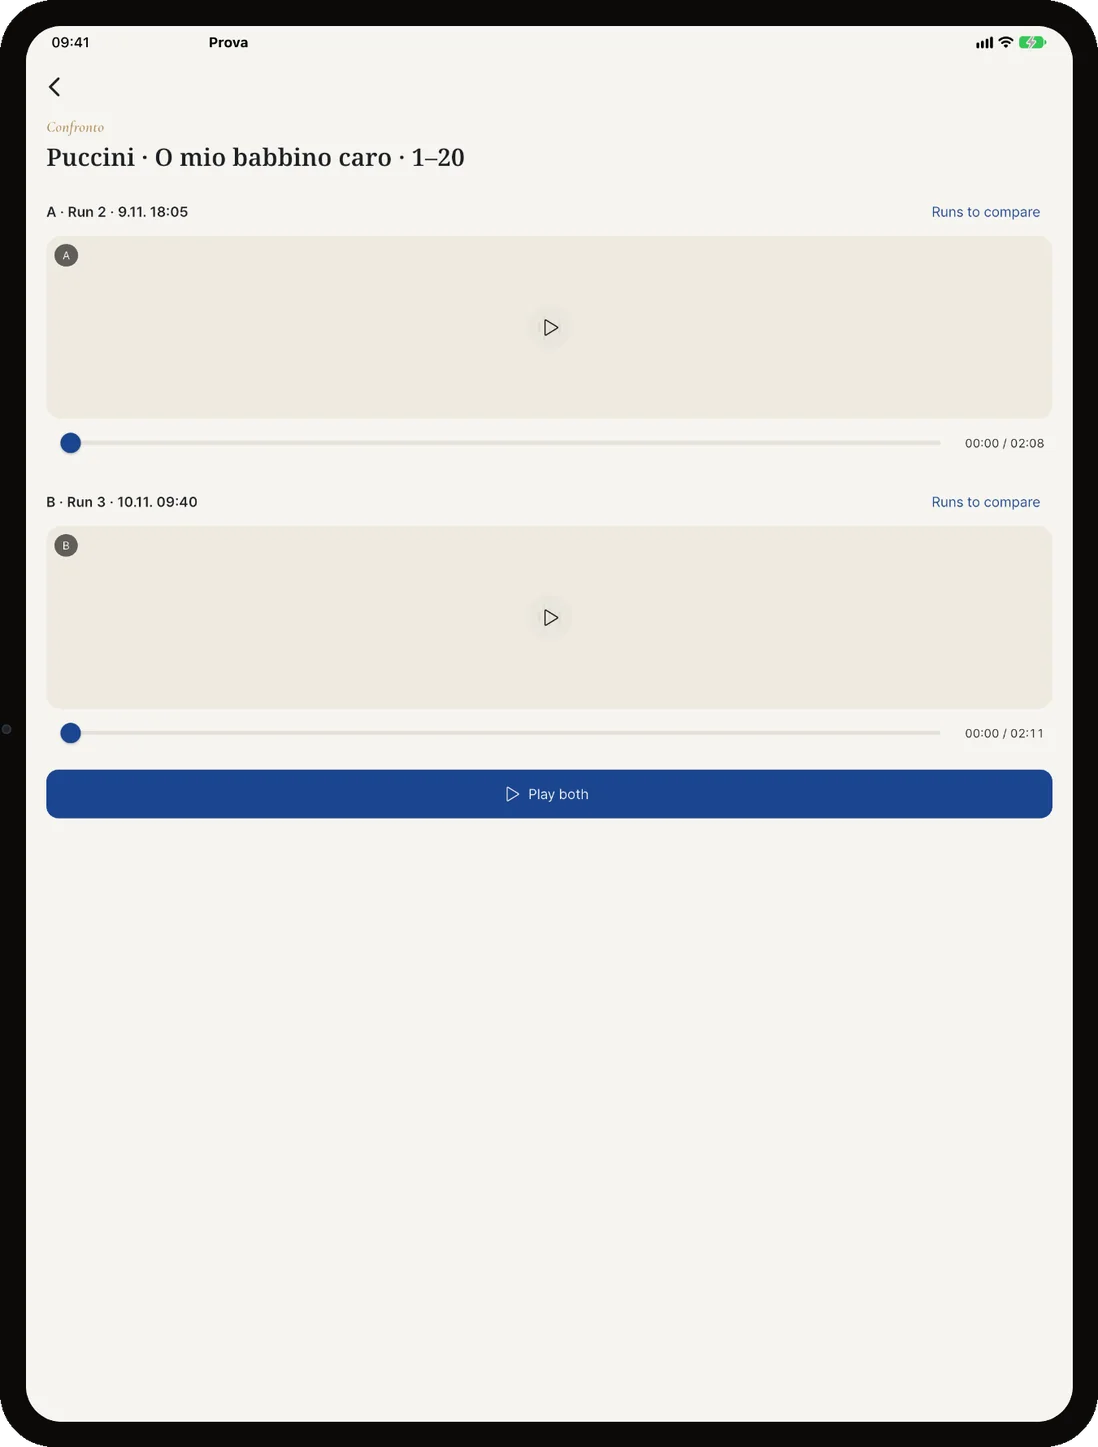 09:41 Prova
Confronto
Puccini · O mio babbino caro · 1–20
A · Run 2 · 9.11. 18:05 Runs to compare
A
00:00 / 02:08
B · Run 3 · 10.11. 09:40 Runs to compare
B
00:00 / 02:11
Play both